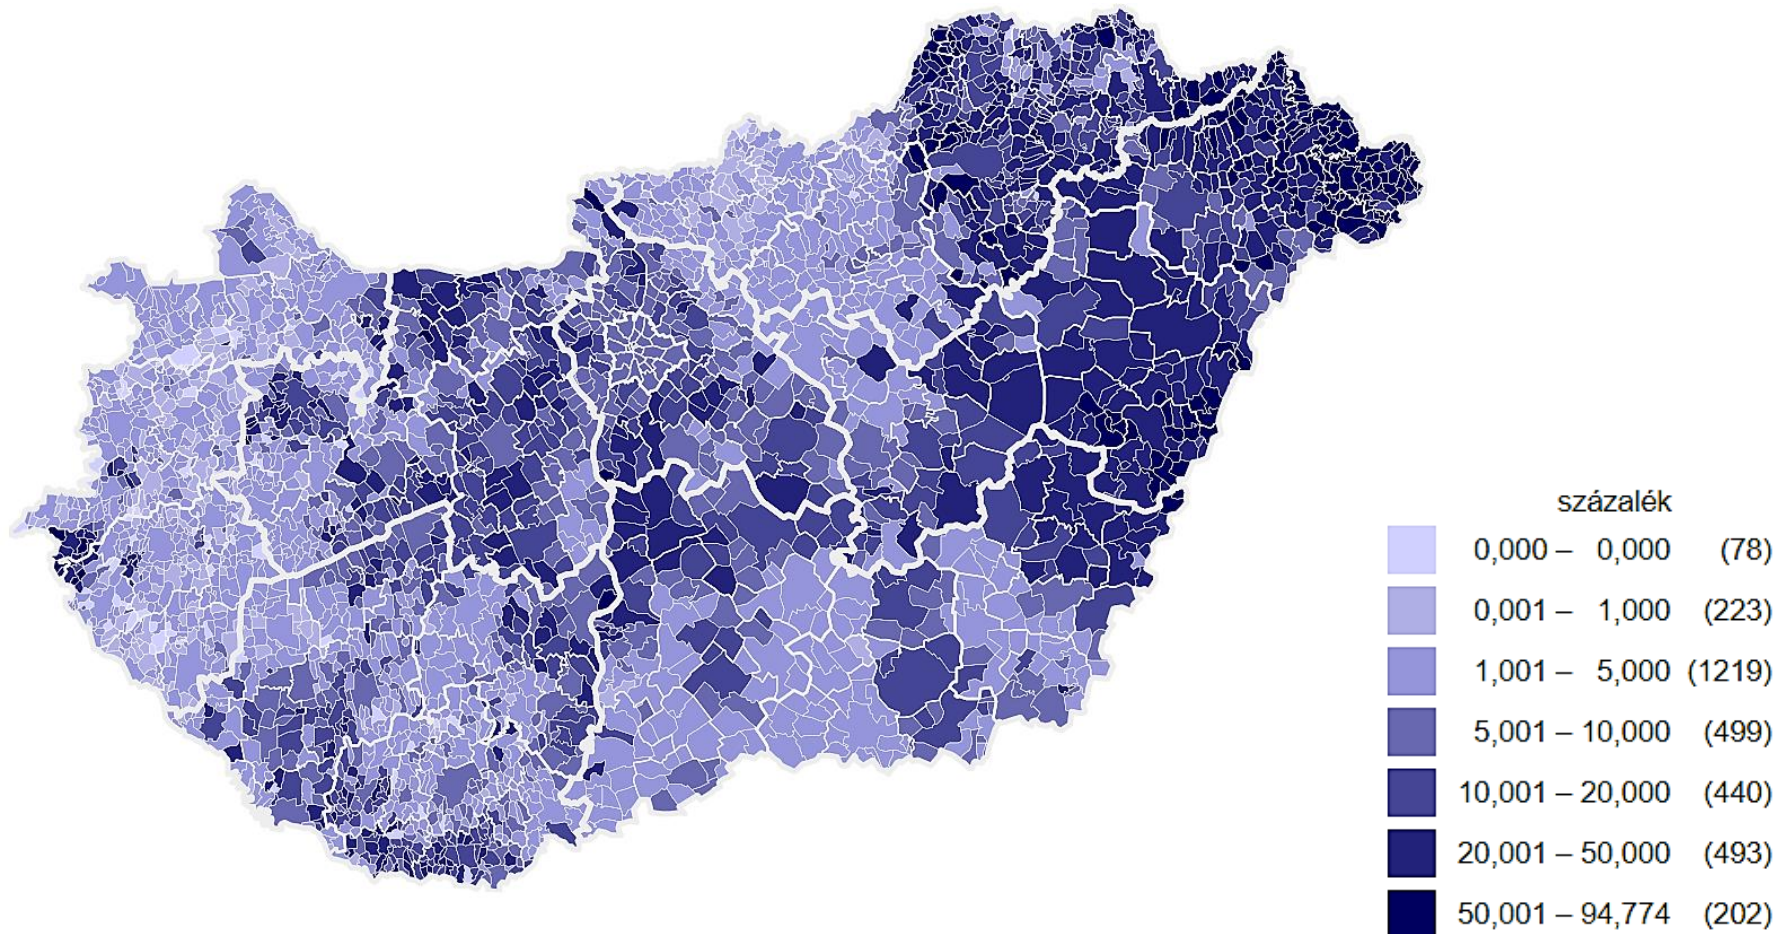 százalék
0,000 – 0,000 (78)
0,001 – 1,000 (223)
1,001 – 5,000 (1219)
5,001 – 10,000 (499)
10,001 – 20,000 (440)
20,001 – 50,000 (493)
50,001 – 94,774 (202)